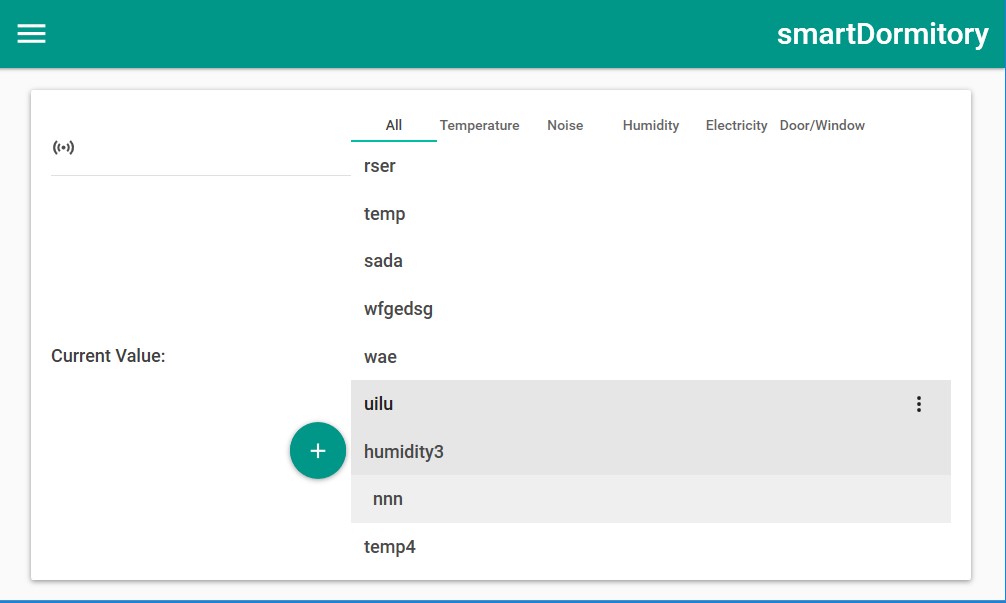 smartDormitory
All Temperature Noise Humidity Electricity Door/Window
rser
temp
sada
wfgedsg
Current Value:
wae
uilu
humidity3
nnn
temp4